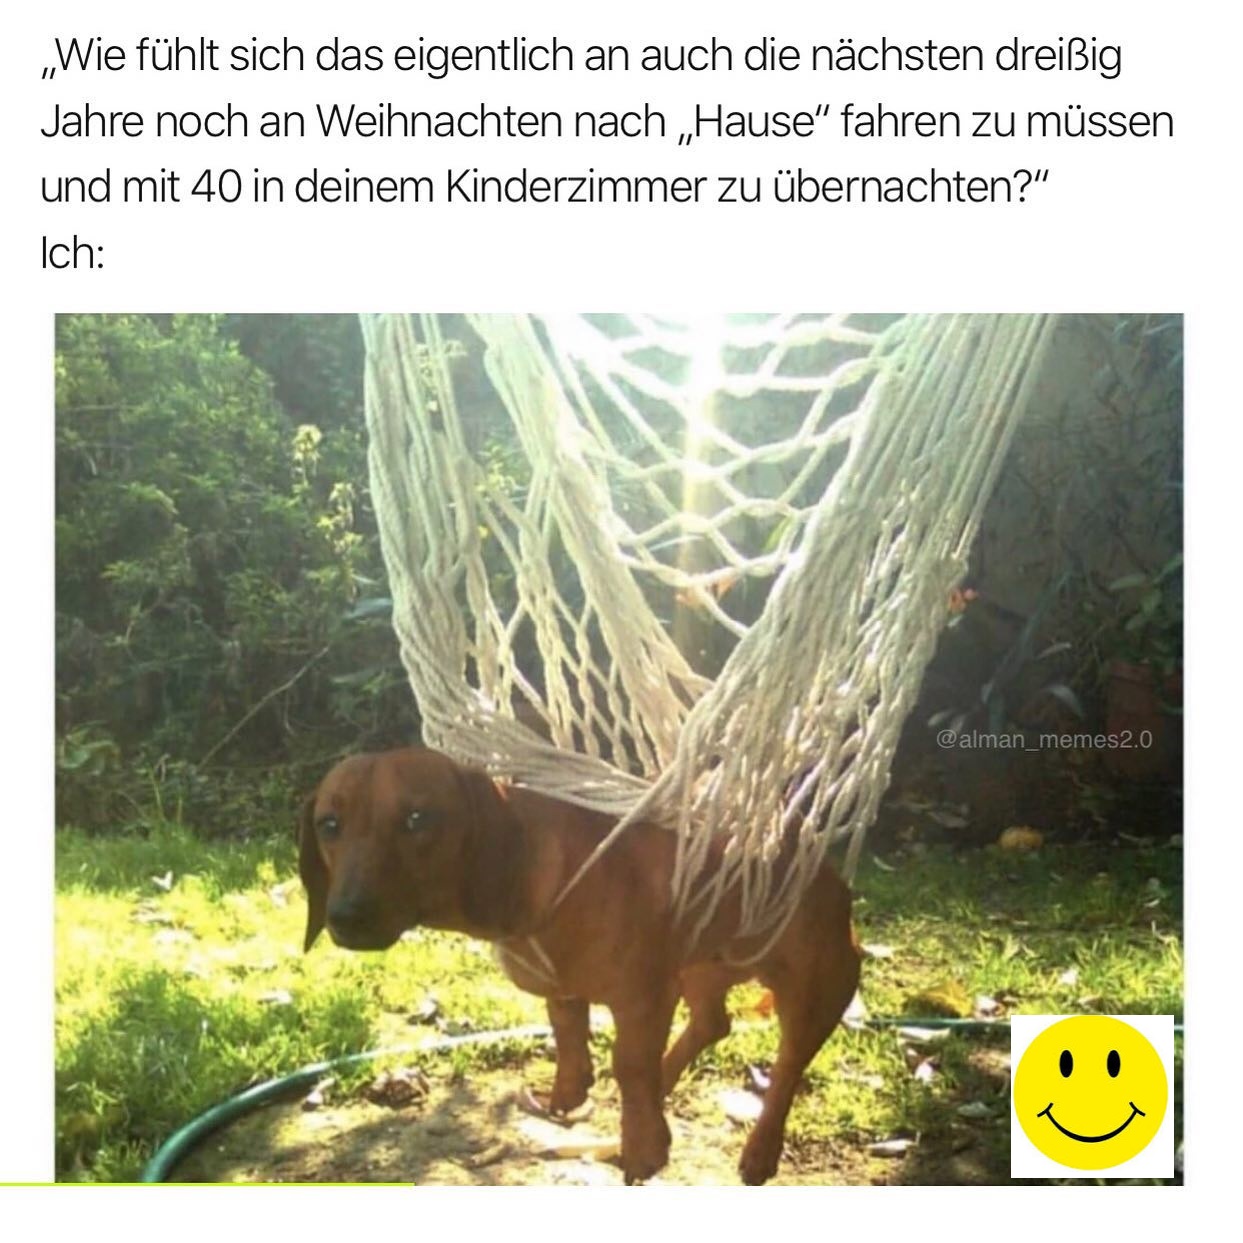 „Wie fühlt sich das eigentlich an auch die nächsten dreißig
Jahre noch an Weihnachten nach „Hause“ fahren zu müssen
und mit 40 in deinem Kinderzimmer zu übernachten?“
Ich:
@alman_memes2.0